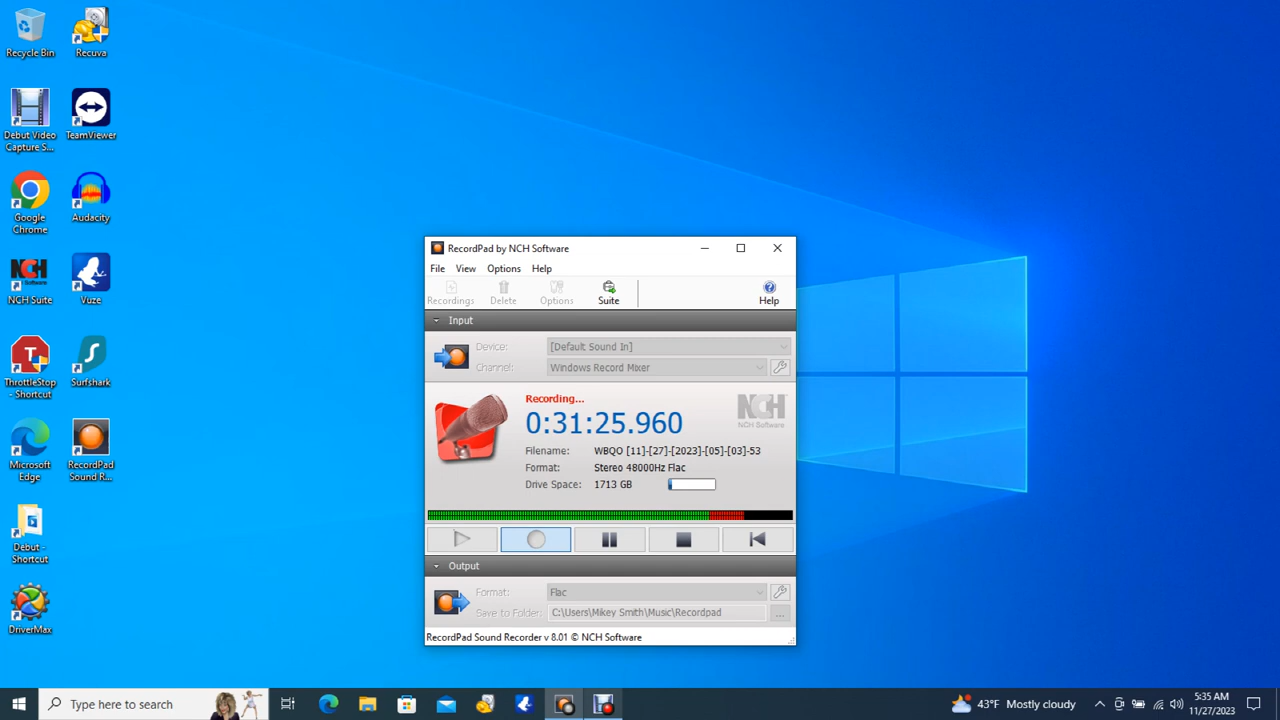 Recycle Bin
Recuva
Debut Video
Capture S...
TeamViewer
Google
Chrome
Audacity
NCH
NCH Suite
Vuze
T
ThrottleStop
- Shortcut
Surfshark
Microsoft
Edge
RecordPad
Sound R...
Debut -
Shortcut
DriverMax
RecordPad by NCH Software
File View Options Help
Recordings Delete Options Suite Help
Input
Device: [Default Sound In]
Channel: Windows Record Mixer
Recording...
0:31:25.960
NCH
NCH Software
Filename: WBQO [11]-[27]-[2023]-[05]-[03]-53
Format: Stereo 48000Hz Flac
Drive Space: 1713 GB
Output
Format: Flac
Save to Folder: C:\Users\Mikey Smith\Music\Recordpad
...
RecordPad Sound Recorder v 8.01 © NCH Software
Type here to search
43°F Mostly cloudy
5:35 AM
11/27/2023